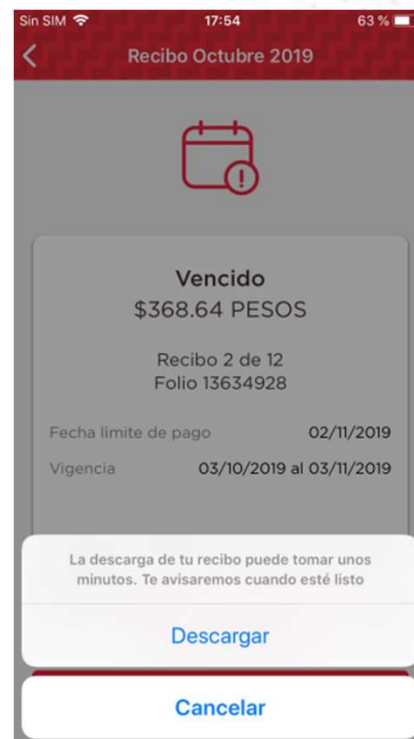 Sin SIM 17:54 63 %
Recibo Octubre 2019
Vencido
$368.64 PESOS
Recibo 2 de 12
Folio 13634928
Fecha límite de pago 02/11/2019
Vigencia 03/10/2019 al 03/11/2019
La descarga de tu recibo puede tomar unos
minutos. Te avisaremos cuando esté listo
Descargar
Cancelar